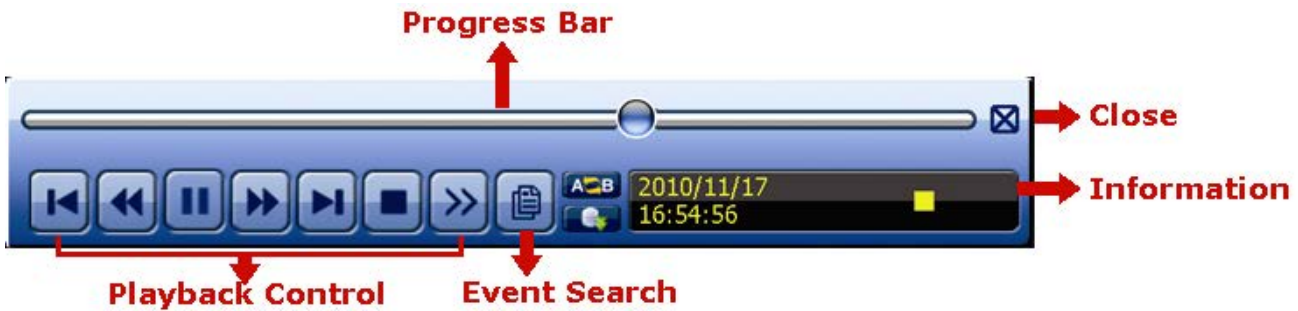 Progress Bar
Close
A B 2010/11/17
16:54:56
Information
Playback Control
Event Search